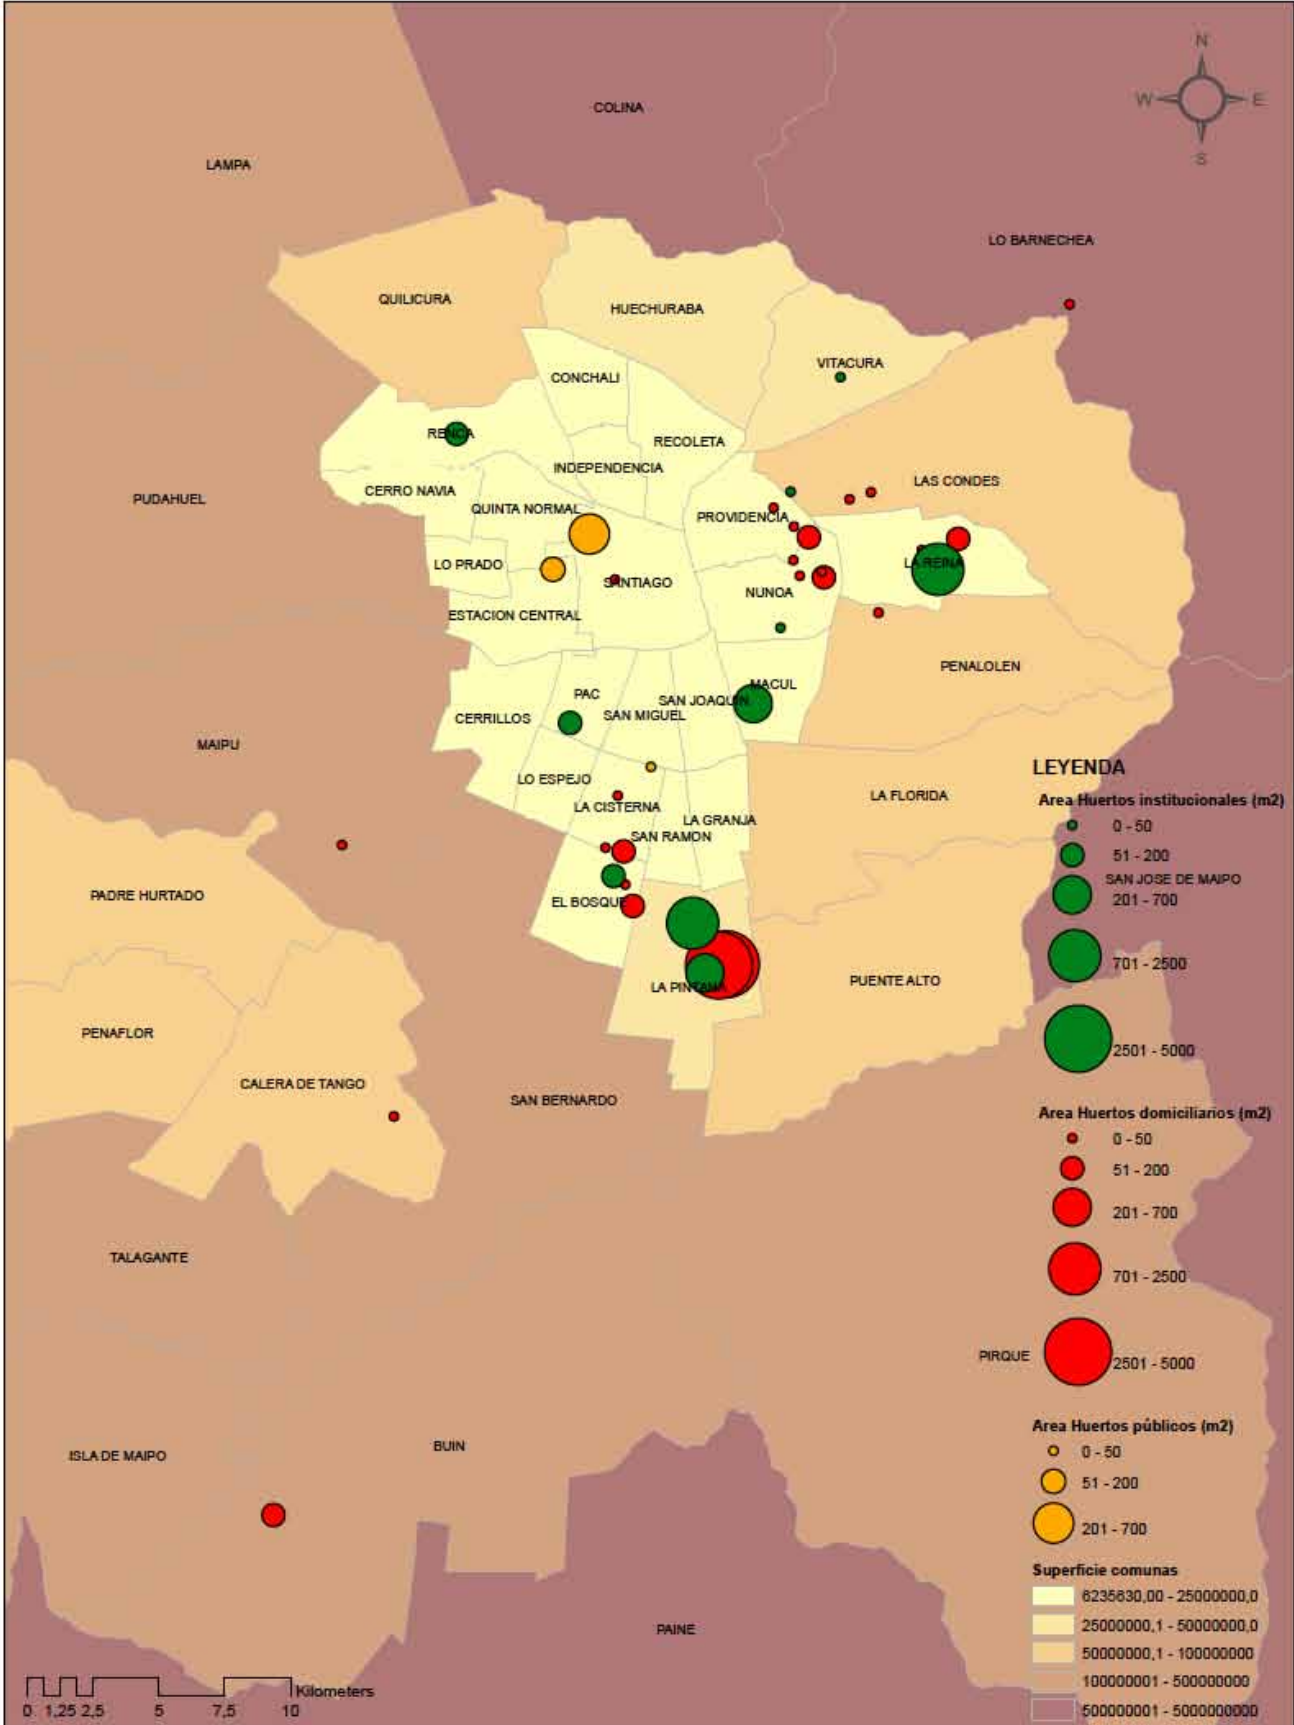 N
COLINA
W
E
S
LAMPA
LO BARNECHEA
QUILICURA
HUECHURABA
VITACURA
CONCHALI
RENCA
RECOLETA
INDEPENDENCIA
LAS CONDES
CERRO NAVIA
PUDAHUEL
QUINTA NORMAL
PROVIDENCIA
LO PRADO
LA REINA
SANTIAGO
NUNOA
ESTACION CENTRAL
PENALOLEN
MACUL
PAC
SAN JOAQUIN
SAN MIGUEL
CERRILLOS
MAIPU
LO ESPEJO
LA FLORIDA
LA CISTERNA
LA GRANJA
SAN RAMON
PADRE HURTADO
EL BOSQUE
PUENTE ALTO
LA PINTANA
PENAFLOR
CALERA DE TANGO
SAN BERNARDO
TALAGANTE
PIRQUE
BUIN
ISLA DE MAIPO
PAINE
LEYENDA
Area Huertos institucionales (m2)
0 - 50
51 - 200
SAN JOSE DE MAIPO
201 - 700
701 - 2500
2501 - 5000
Area Huertos domiciliarios (m2)
0 - 50
51 - 200
201 - 700
701 - 2500
2501 - 5000
Area Huertos públicos (m2)
0 - 50
51 - 200
201 - 700
Superficie comunas
6235630,00 - 25000000,0
25000000,1 - 50000000,0
50000000,1 - 100000000
100000001 - 500000000
500000001 - 5000000000
Kilometers
0 1,25 2,5 5 7,5 10